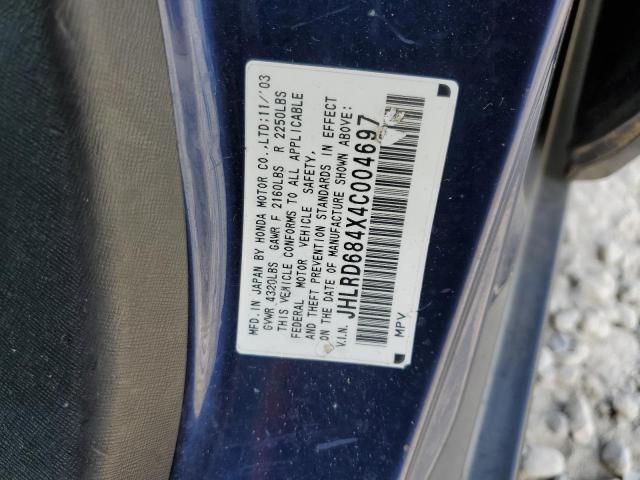 MFD.IN JAPAN BY HONDA MOTOR CO.,LTD;11/'03
GVWR 4320LBS GAWR F 2160LBS R 2250LBS
THIS VEHICLE CONFORMS TO ALL APPLICABLE
FEDERAL MOTOR VEHICLE SAFETY,
AND THEFT PREVENTION STANDARDS IN EFFECT
ON THE DATE OF MANUFACTURE SHOWN ABOVE:
V.I.N. JHLRD684X4C004697
MPV